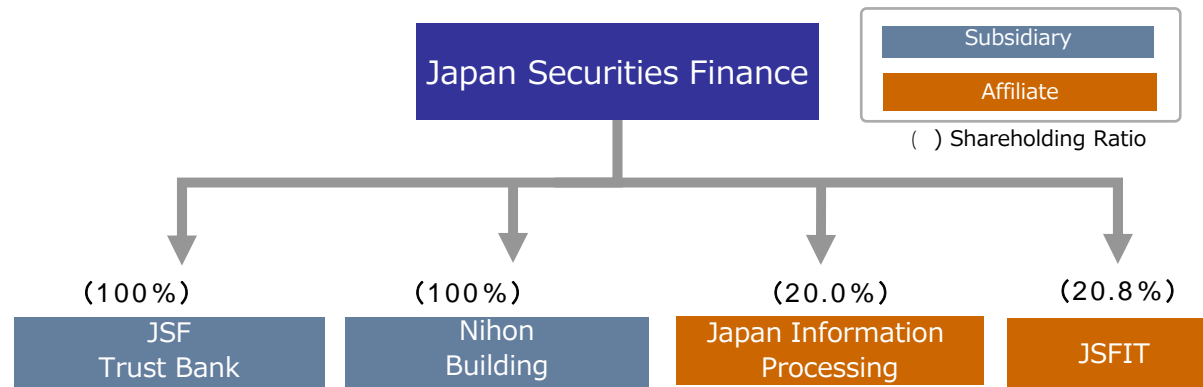 Japan Securities Finance
Subsidiary
Affiliate
( ) Shareholding Ratio
(100%)
(100%)
(20.0%)
(20.8%)
JSF
Trust Bank
Nihon
Building
Japan Information
Processing
JSFIT